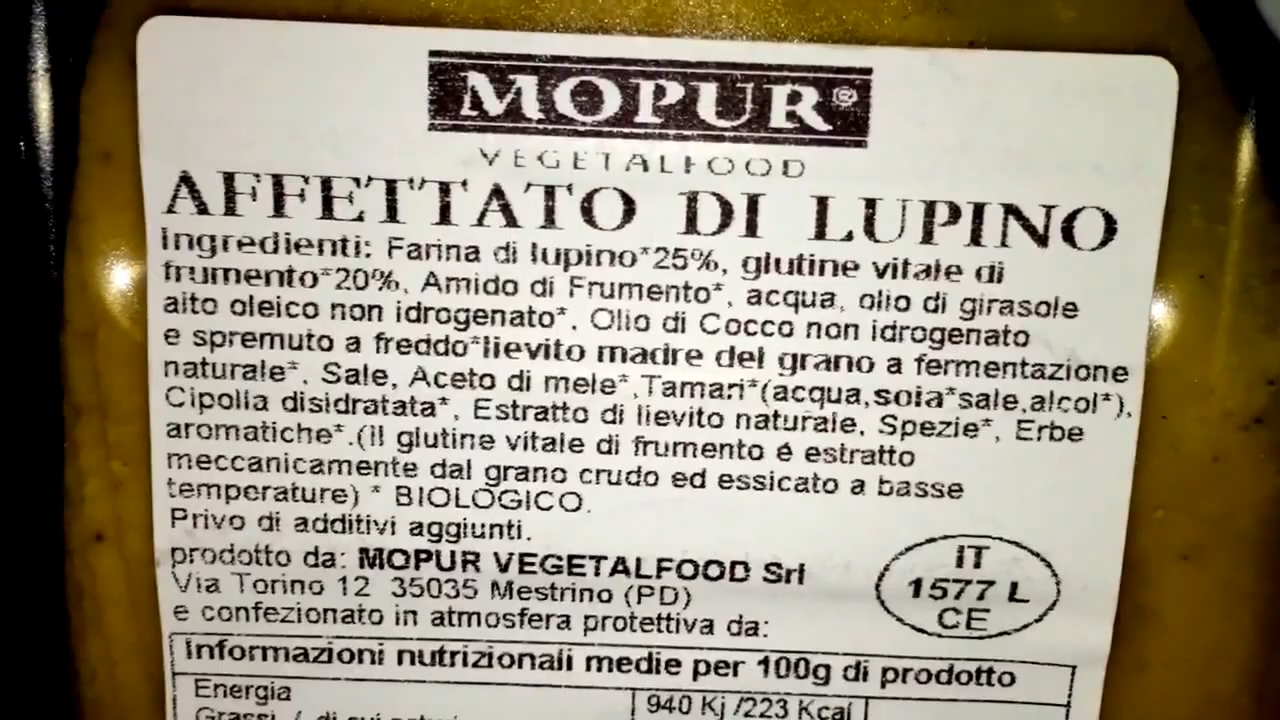 MOPUR®
VEGETALFOOD
AFFETTATO DI LUPINO
Ingredienti: Farina di lupino*25%, glutine vitale di
frumento*20%, Amido di Frumento*, acqua, olio di girasole
alto oleico non idrogenato*, Olio di Cocco non idrogenato
e spremuto a freddo*lievito madre del grano a fermentazione
naturale*, Sale, Aceto di mele*,Tamari*(acqua,soia*sale,alcol*),
Cipolla disidratata*, Estratto di lievito naturale, Spezie*, Erbe
aromatiche*.(il glutine vitale di frumento é estratto
meccanicamente dal grano crudo ed essicato a basse
temperature) * BIOLOGICO.
Privo di additivi aggiunti.
prodotto da: MOPUR VEGETALFOOD Srl
Via Torino 12 35035 Mestrino (PD)
e confezionato in atmosfera protettiva da:
IT
1577 L
CE
Informazioni nutrizionali medie per 100g di prodotto
Energia 940 Kj /223 Kcal
Grassi / di cui